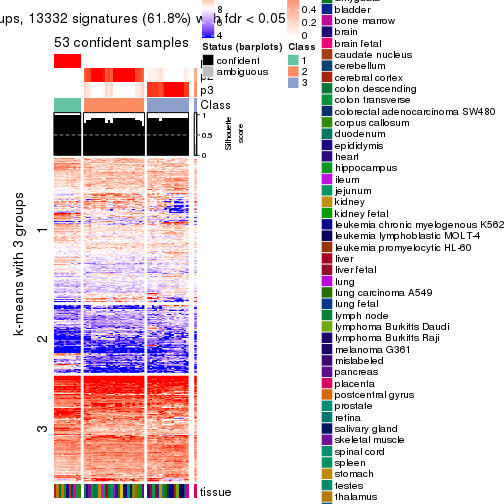 ups, 13332 signatures (61.8%) with fdr < 0.05
53 confident samples
p3
Class
1
0.5
0
Silhouette
score
k-means with 3 groups
1
2
3
tissue
8
6
4
0.4
0.2
0
Status (barplots)
confident
ambiguous
Class
1
2
3
bladder
bone marrow
brain
brain fetal
caudate nucleus
cerebellum
cerebral cortex
colon descending
colon transverse
colorectal adenocarcinoma SW480
corpus callosum
duodenum
epididymis
heart
hippocampus
ileum
jejunum
kidney
kidney fetal
leukemia chronic myelogenous K562
leukemia lymphoblastic MOLT-4
leukemia promyelocytic HL-60
liver
liver fetal
lung
lung carcinoma A549
lung fetal
lymph node
lymphoma Burkitts Daudi
lymphoma Burkitts Raji
melanoma G361
mislabeled
pancreas
placenta
postcentral gyrus
prostate
retina
salivary gland
skeletal muscle
spinal cord
spleen
stomach
testes
thalamus